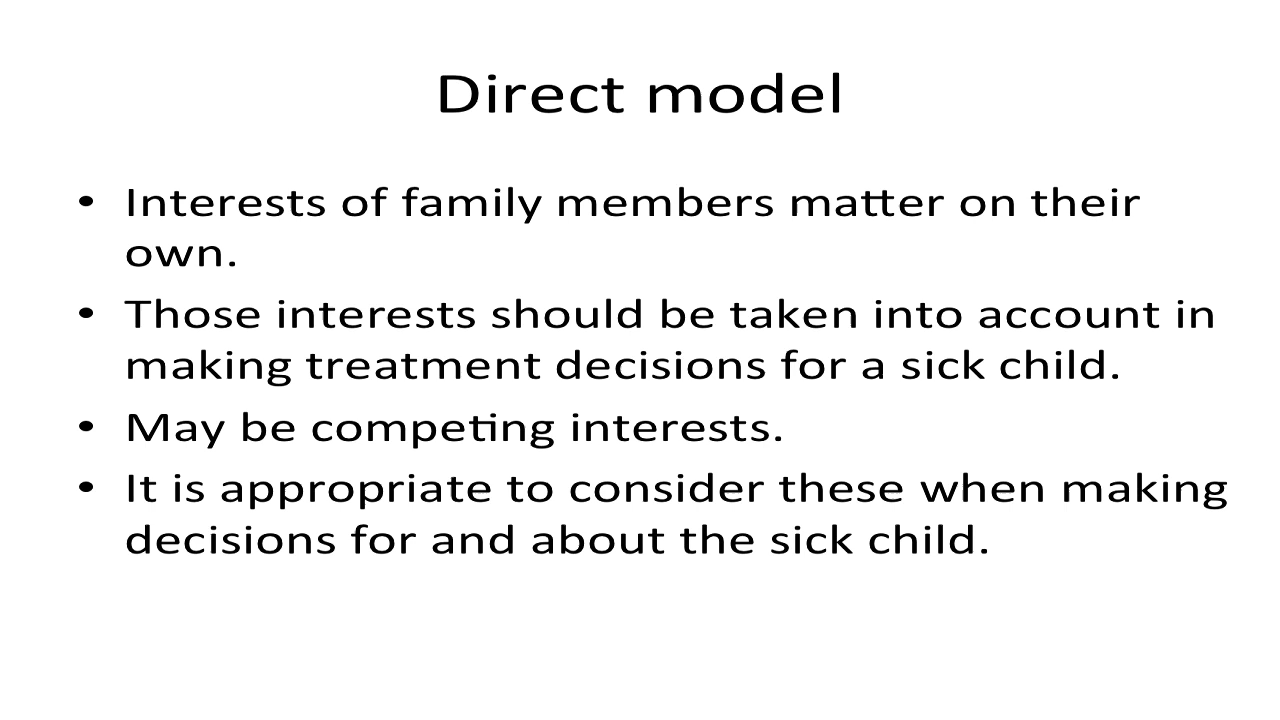 Direct model
• Interests of family members matter on their
own.
• Those interests should be taken into account in
making treatment decisions for a sick child.
• May be competing interests.
• It is appropriate to consider these when making
decisions for and about the sick child.